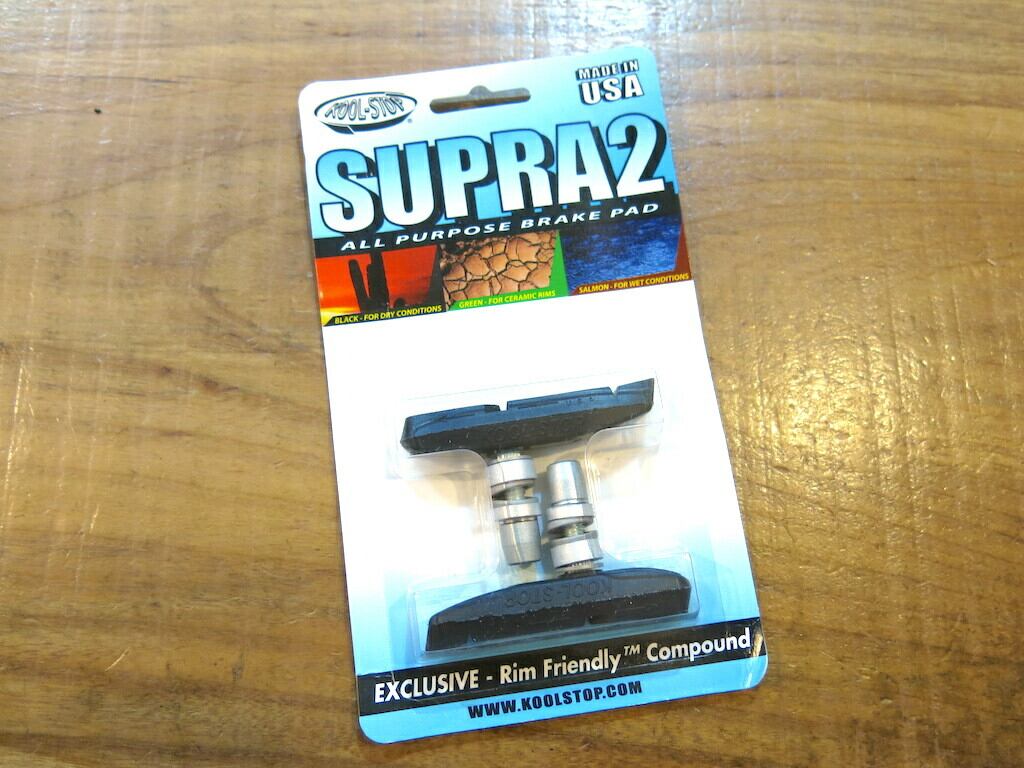 KOOL-STOP®
MADE IN
USA
SUPRA2
ALL PURPOSE BRAKE PAD
BLACK - FOR DRY CONDITIONS
GREEN - FOR CERAMIC RIMS
SALMON - FOR WET CONDITIONS
KOOL-STOP
KOOL-STOP
EXCLUSIVE - Rim Friendly™ Compound
WWW.KOOLSTOP.COM